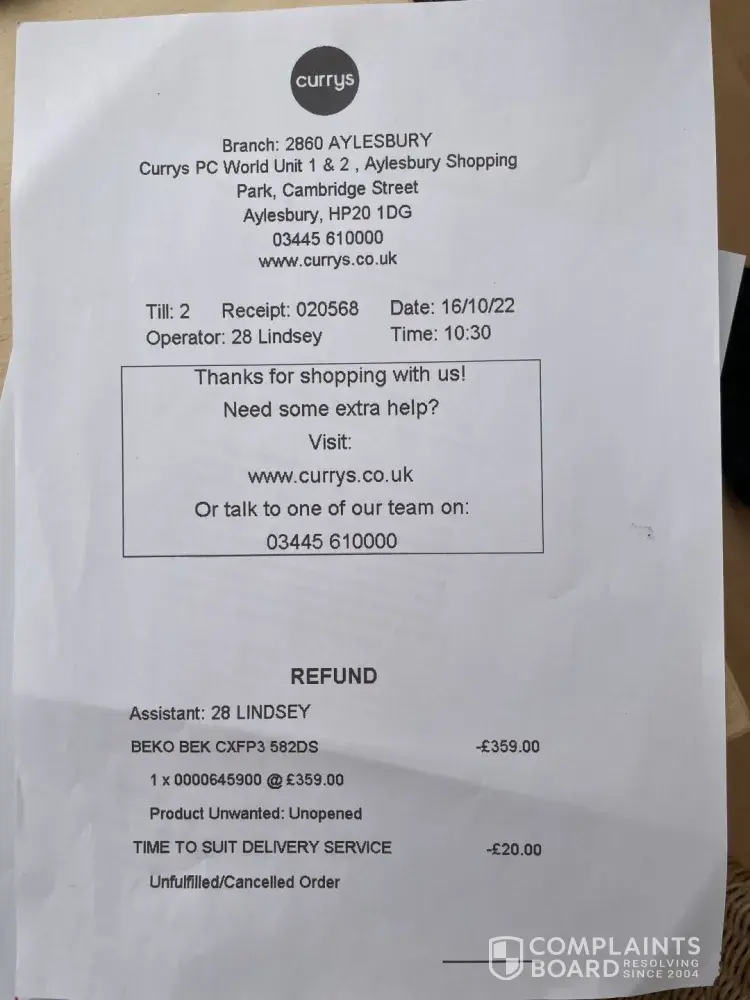 currys
Branch: 2860 AYLESBURY
Currys PC World Unit 1 & 2 , Aylesbury Shopping
Park, Cambridge Street
Aylesbury, HP20 1DG
03445 610000
www.currys.co.uk
Till: 2 Receipt: 020568 Date: 16/10/22
Operator: 28 Lindsey Time: 10:30
Thanks for shopping with us!
Need some extra help?
Visit:
www.currys.co.uk
Or talk to one of our team on:
03445 610000
REFUND
Assistant: 28 LINDSEY
BEKO BEK CXFP3 582DS -£359.00
1 x 0000645900 @ £359.00
Product Unwanted: Unopened
TIME TO SUIT DELIVERY SERVICE -£20.00
Unfulfilled/Cancelled Order
COMPLAINTS
BOARD RESOLVING
SINCE 2004